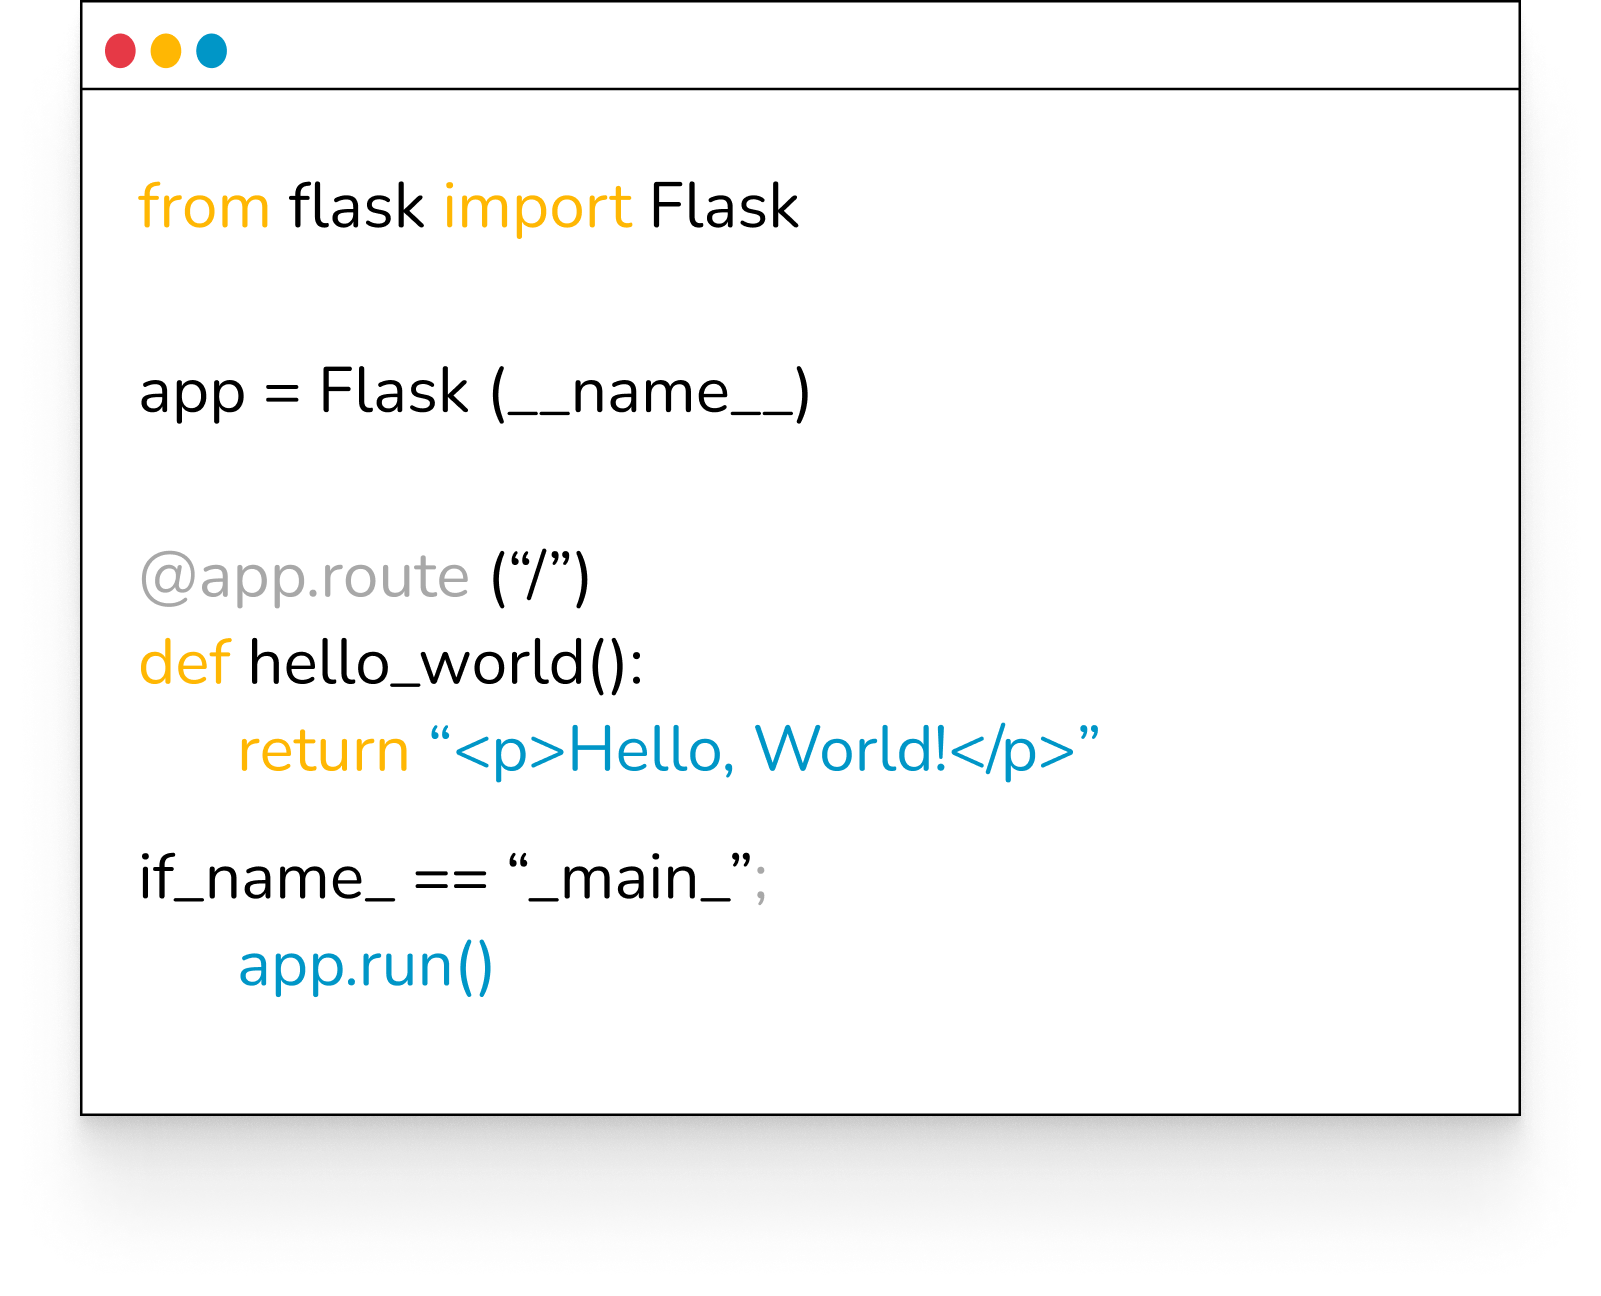 from flask import Flask
app = Flask (__name__)
@app.route (“/”)
def hello_world():
return “<p>Hello, World!</p>”
if_name_ == “_main_”;
app.run()